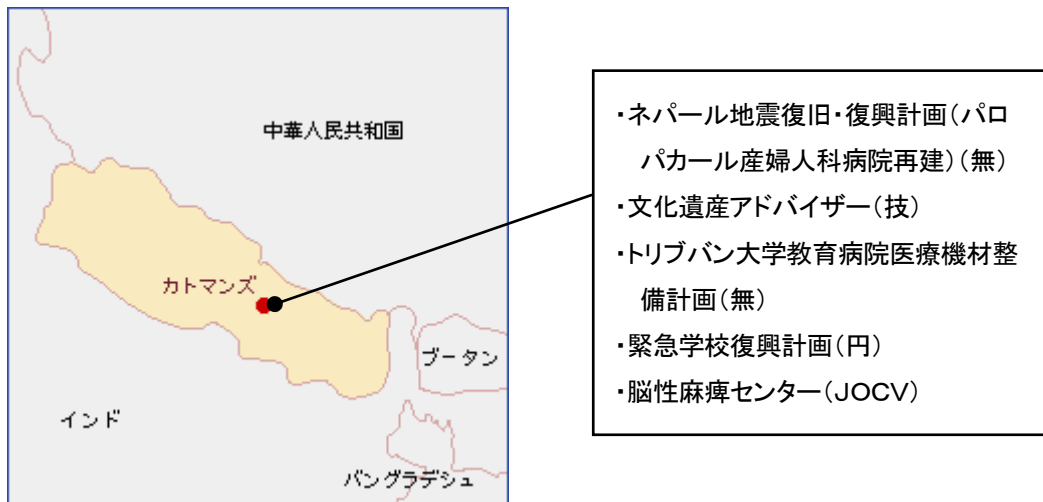 中華人民共和国
カトマンズ
ブータン
インド
バングラデシュ
・ネパール地震復旧・復興計画(パロ
パカール産婦人科病院再建)(無)
・文化遺産アドバイザー(技)
・トリブバン大学教育病院医療機材整
備計画(無)
・緊急学校復興計画(円)
・脳性麻痺センター(JOCV)